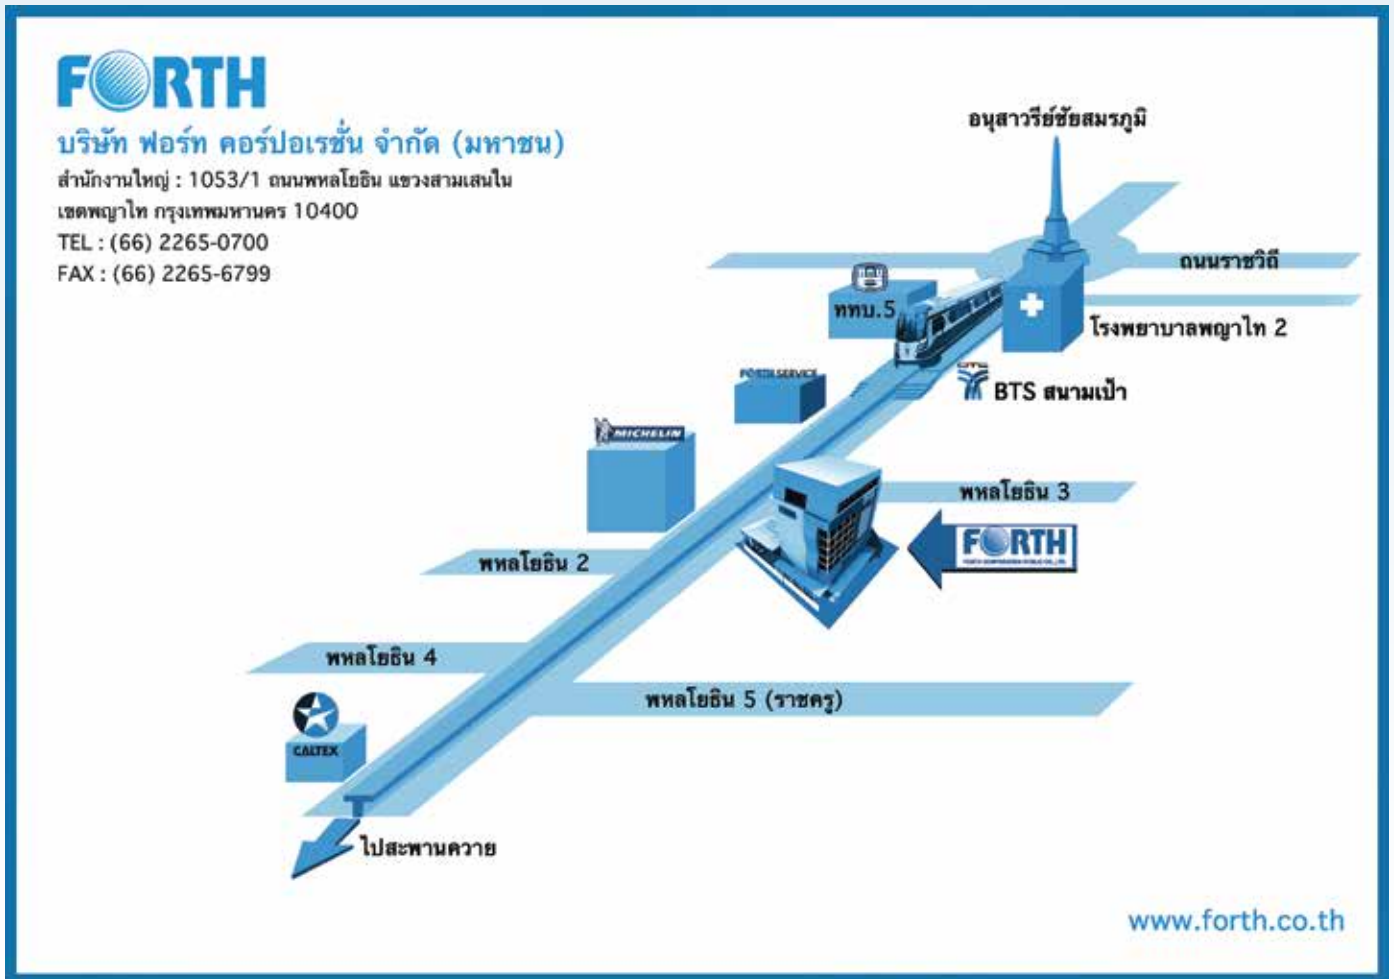 FORTH
บริษัท ฟอร์ท คอร์ปอเรชั่น จำกัด (มหาชน)
สำนักงานใหญ่ : 1053/1 ถนนพหลโยธิน แขวงสามเสนใน
เขตพญาไท กรุงเทพมหานคร 10400
TEL : (66) 2265-0700
FAX : (66) 2265-6799
อนุสาวรีย์ชัยสมรภูมิ
ถนนราชวิถี
ททบ.5
โรงพยาบาลพญาไท 2
FORTH SERVICE
BTS
BTS สนามเป้า
MICHELIN
พหลโยธิน 3
FORTH
FORTH CORPORATION PUBLIC CO.,LTD.
พหลโยธิน 2
พหลโยธิน 4
พหลโยธิน 5 (ราชครู)
CALTEX
ไปสะพานควาย
www.forth.co.th